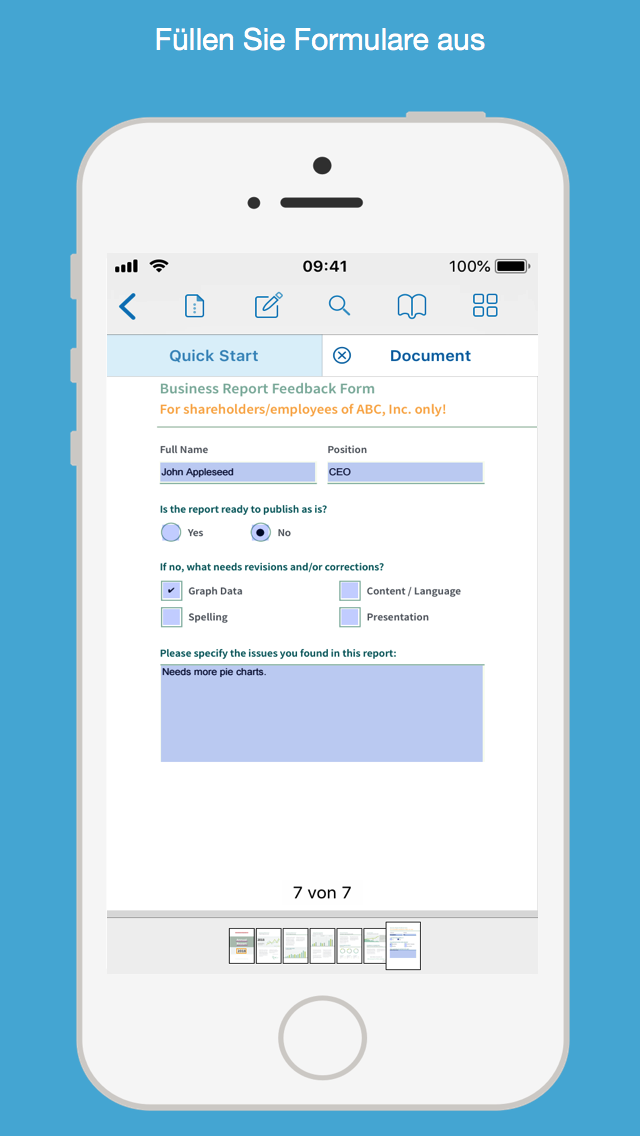 Füllen Sie Formulare aus
09:41
100%
Quick Start
Document
Business Report Feedback Form
For shareholders/employees of ABC, Inc. only!
Full Name Position
John Appleseed CEO
Is the report ready to publish as is?
Yes No
If no, what needs revisions and/or corrections?
Graph Data Content / Language
Spelling Presentation
Please specify the issues you found in this report:
Needs more pie charts.
7 von 7